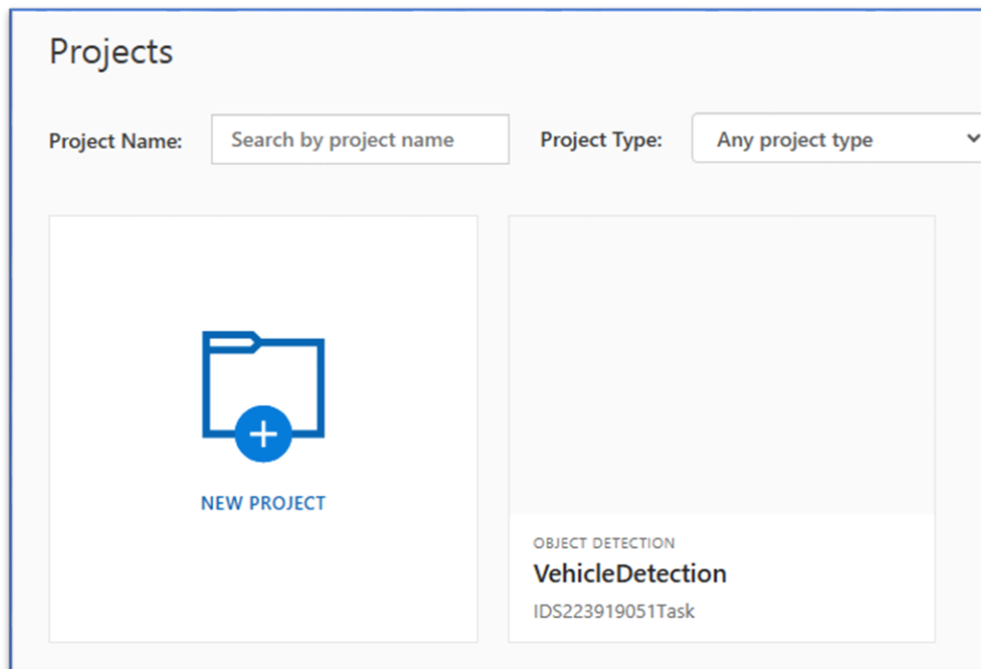 Projects
Project Name: Search by project name Project Type: Any project type
NEW PROJECT
OBJECT DETECTION
VehicleDetection
IDS223919051Task